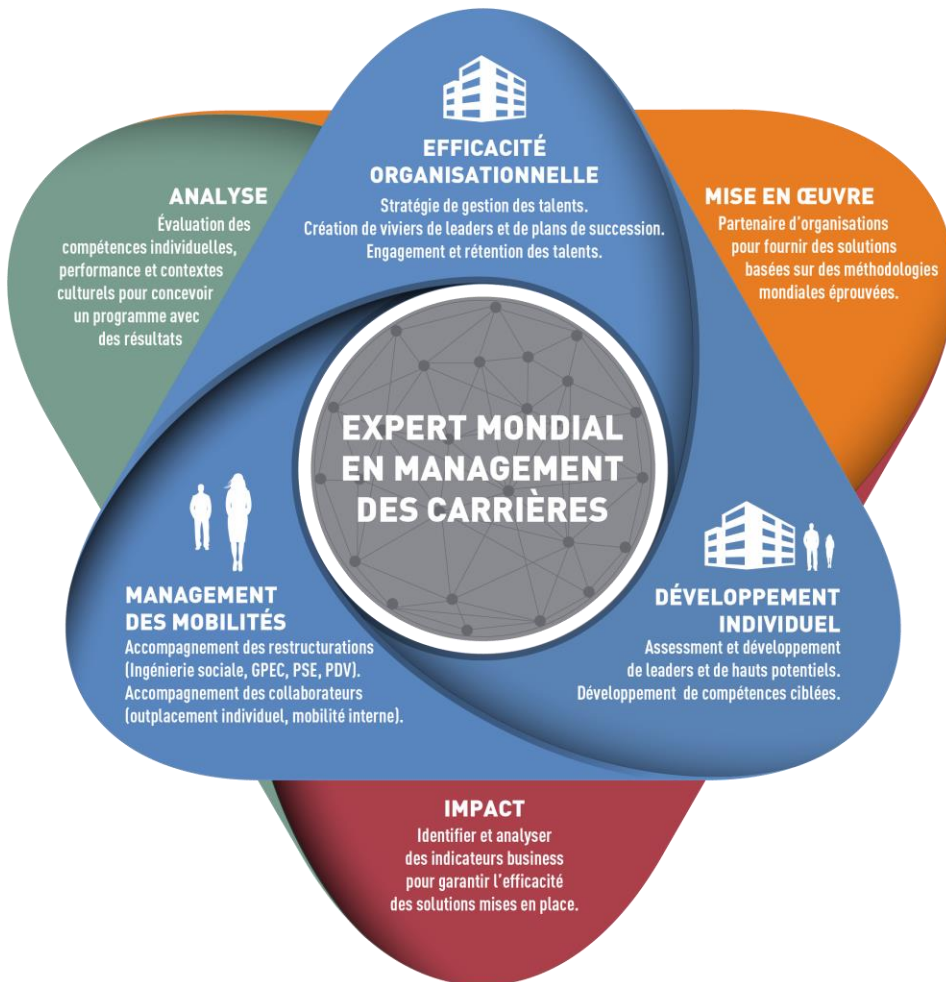 EFFICACITÉ
ORGANISATIONNELLE
Stratégie de gestion des talents.
Création de viviers de leaders et de plans de succession.
Engagement et rétention des talents.
ANALYSE
Évaluation des
compétences individuelles,
performance et contextes
culturels pour concevoir
un programme avec
des résultats
MISE EN ŒUVRE
Partenaire d'organisations
pour fournir des solutions
basées sur des méthodologies
mondiales éprouvées.
EXPERT MONDIAL
EN MANAGEMENT
DES CARRIÈRES
MANAGEMENT
DES MOBILITÉS
Accompagnement des restructurations
(Ingénierie sociale, GPEC, PSE, PDV).
Accompagnement des collaborateurs
(outplacement individuel, mobilité interne).
DÉVELOPPEMENT
INDIVIDUEL
Assessment et développement
de leaders et de hauts potentiels.
Développement de compétences ciblées.
IMPACT
Identifier et analyser
des indicateurs business
pour garantir l'efficacité
des solutions mises en place.